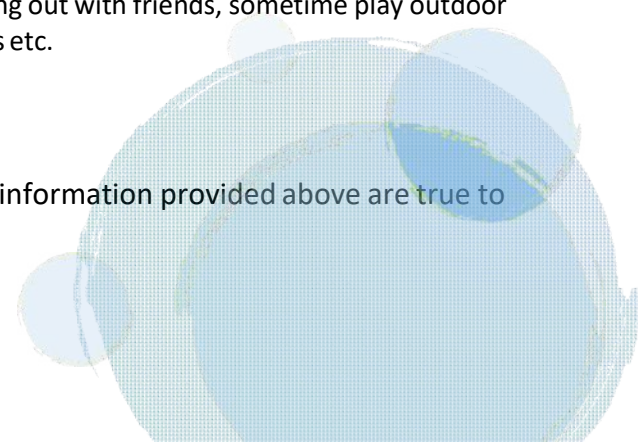 ng out with friends, sometime play outdoor
s etc.
information provided above are true to